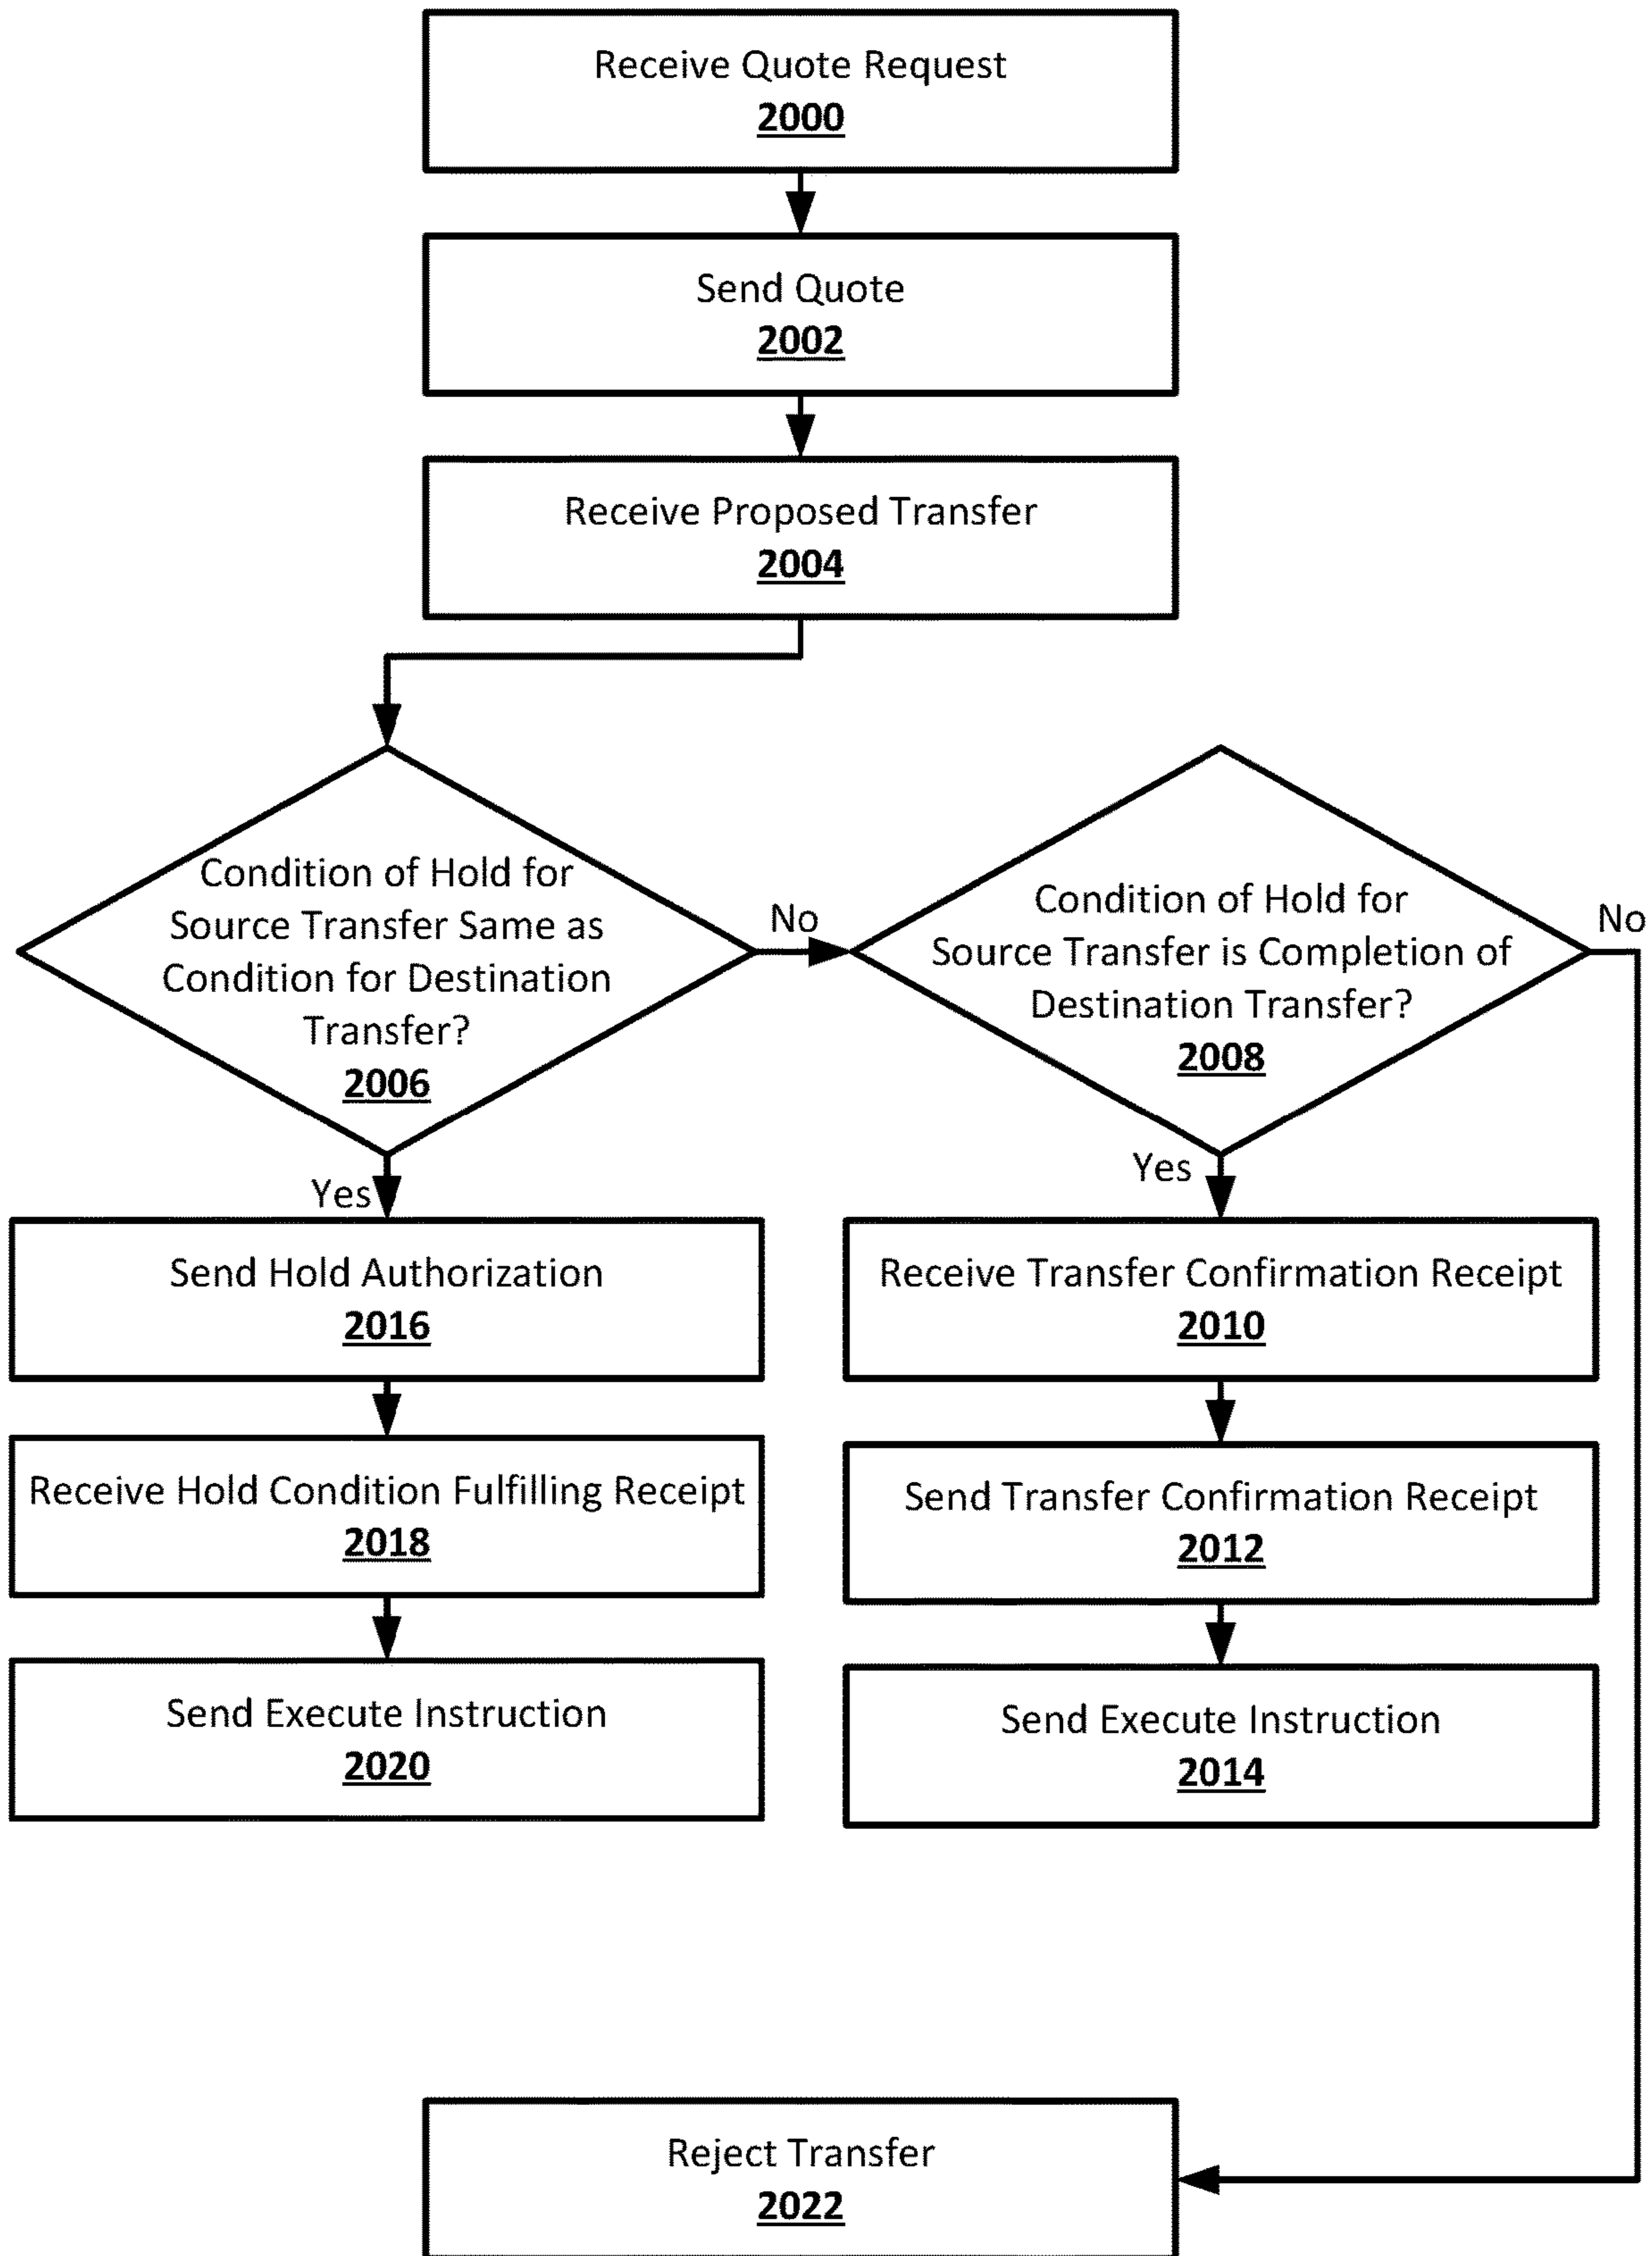 Receive Quote Request
2000
Send Quote
2002
Receive Proposed Transfer
2004
Condition of Hold for
Source Transfer Same as
Condition for Destination
Transfer?
2006
No
Condition of Hold for
Source Transfer is Completion of
Destination Transfer?
2008
No
Yes
Yes
Send Hold Authorization
2016
Receive Transfer Confirmation Receipt
2010
Receive Hold Condition Fulfilling Receipt
2018
Send Transfer Confirmation Receipt
2012
Send Execute Instruction
2020
Send Execute Instruction
2014
Reject Transfer
2022